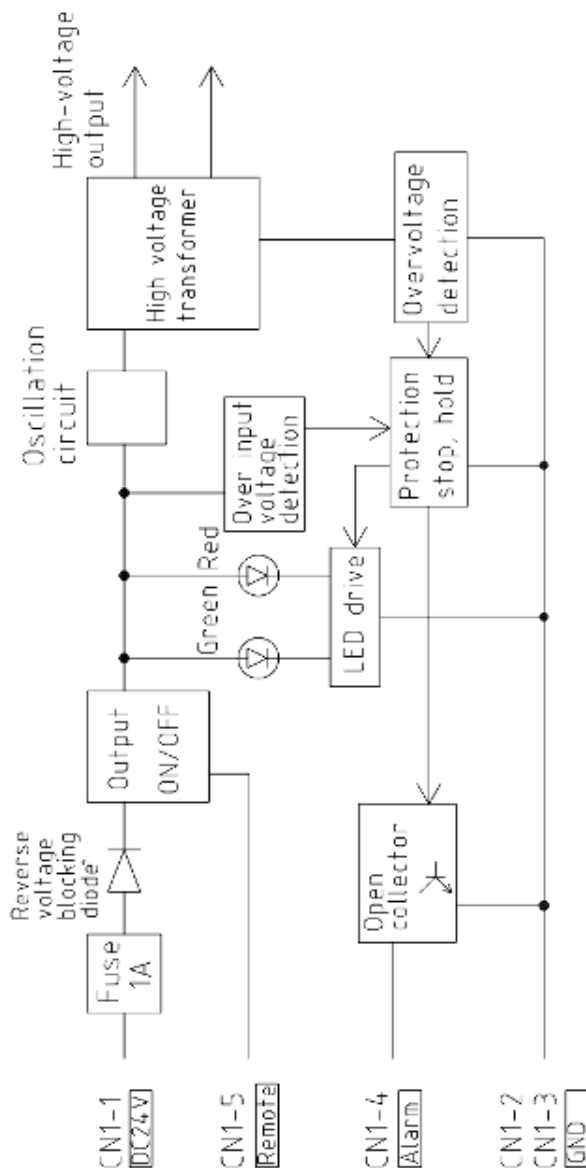 CN1-1
DC24V
Fuse
1A
Reverse
voltage
blocking
diode
Output
ON/OFF
Oscillation
circuit
High voltage
transformer
High-voltage
output
CN1-5
Remote
Green
Red
Over input
voltage
detection
LED drive
Protection
stop, hold
Overvoltage
detection
CN1-4
Alarm
Open
collector
CN1-2
CN1-3
GND